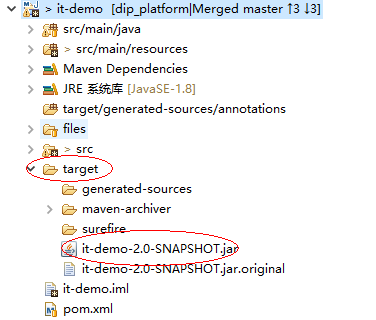 > it-demo [dip_platform|Merged master ↑3 ↓3]
src/main/java
> src/main/resources
Maven Dependencies
JRE 系统库 [JavaSE-1.8]
target/generated-sources/annotations
files
> src
target
generated-sources
maven-archiver
surefire
it-demo-2.0-SNAPSHOT.jar
it-demo-2.0-SNAPSHOT.jar.original
it-demo.iml
pom.xml